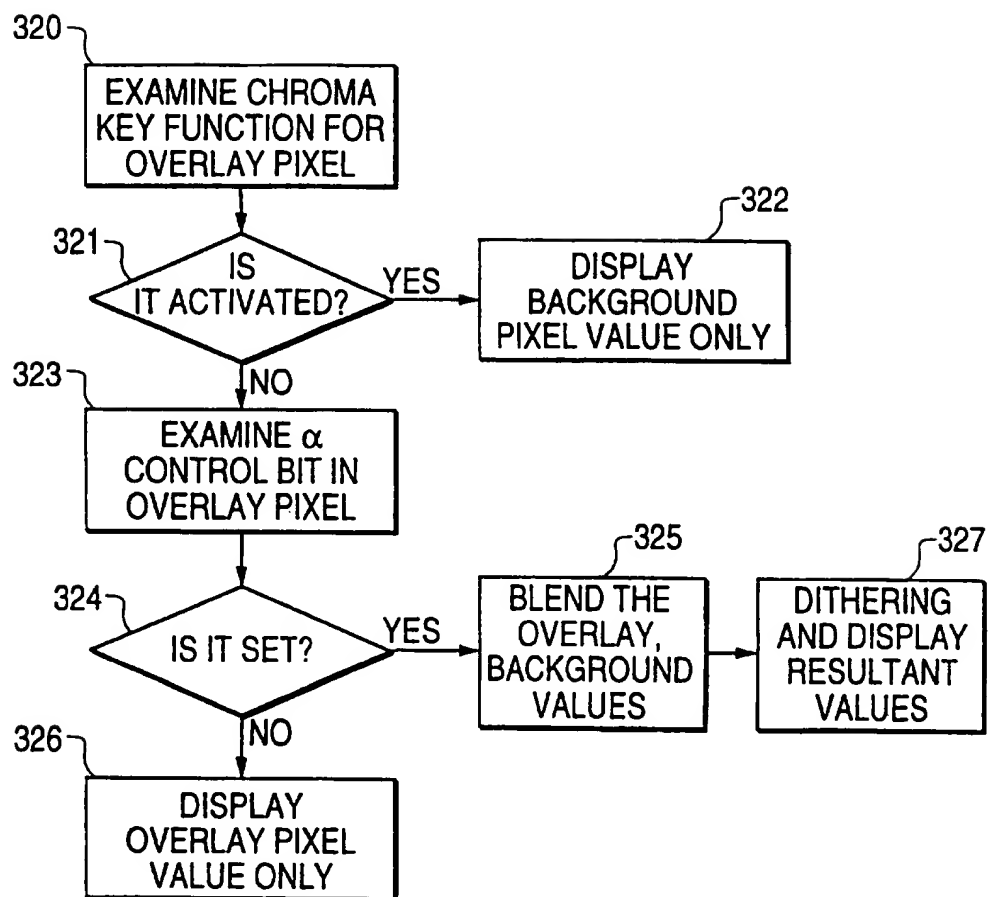 320
EXAMINE CHROMA
KEY FUNCTION FOR
OVERLAY PIXEL
321
IS
IT ACTIVATED?
YES
322
DISPLAY
BACKGROUND
PIXEL VALUE ONLY
NO
323
EXAMINE α
CONTROL BIT IN
OVERLAY PIXEL
324
IS IT SET?
YES
325
BLEND THE
OVERLAY,
BACKGROUND
VALUES
327
DITHERING
AND DISPLAY
RESULTANT
VALUES
NO
326
DISPLAY
OVERLAY PIXEL
VALUE ONLY